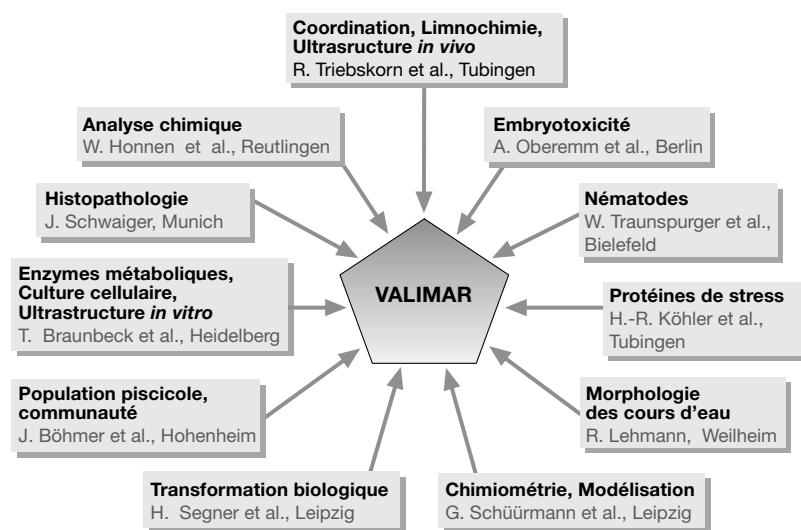 Coordination, Limnochimie,
Ultrasructure in vivo
R. Triebskorn et al., Tubingen
Analyse chimique
W. Honnen et al., Reutlingen
Embryotoxicité
A. Oberemm et al., Berlin
Histopathologie
J. Schwaiger, Munich
Nématodes
W. Traunspurger et al.,
Bielefeld
Enzymes métaboliques,
Culture cellulaire,
Ultrastructure in vitro
T. Braunbeck et al., Heidelberg
VALIMAR
Protéines de stress
H.-R. Köhler et al.,
Tubingen
Population piscicole,
communauté
J. Böhmer et al., Hohenheim
Morphologie
des cours d'eau
R. Lehmann, Weilheim
Transformation biologique
H. Segner et al., Leipzig
Chimiométrie, Modélisation
G. Schüürmann et al., Leipzig